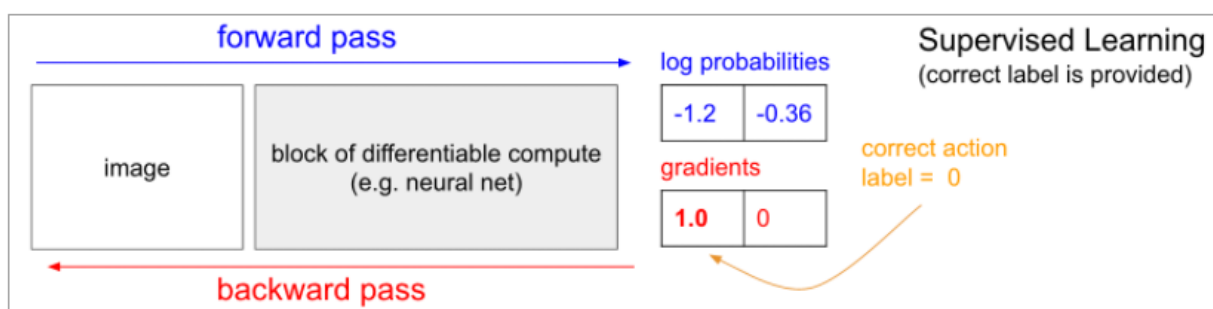 forward pass
Supervised Learning
(correct label is provided)
log probabilities
-1.2 -0.36
image
block of differentiable compute
(e.g. neural net)
gradients
1.0 0
correct action
label = 0
backward pass